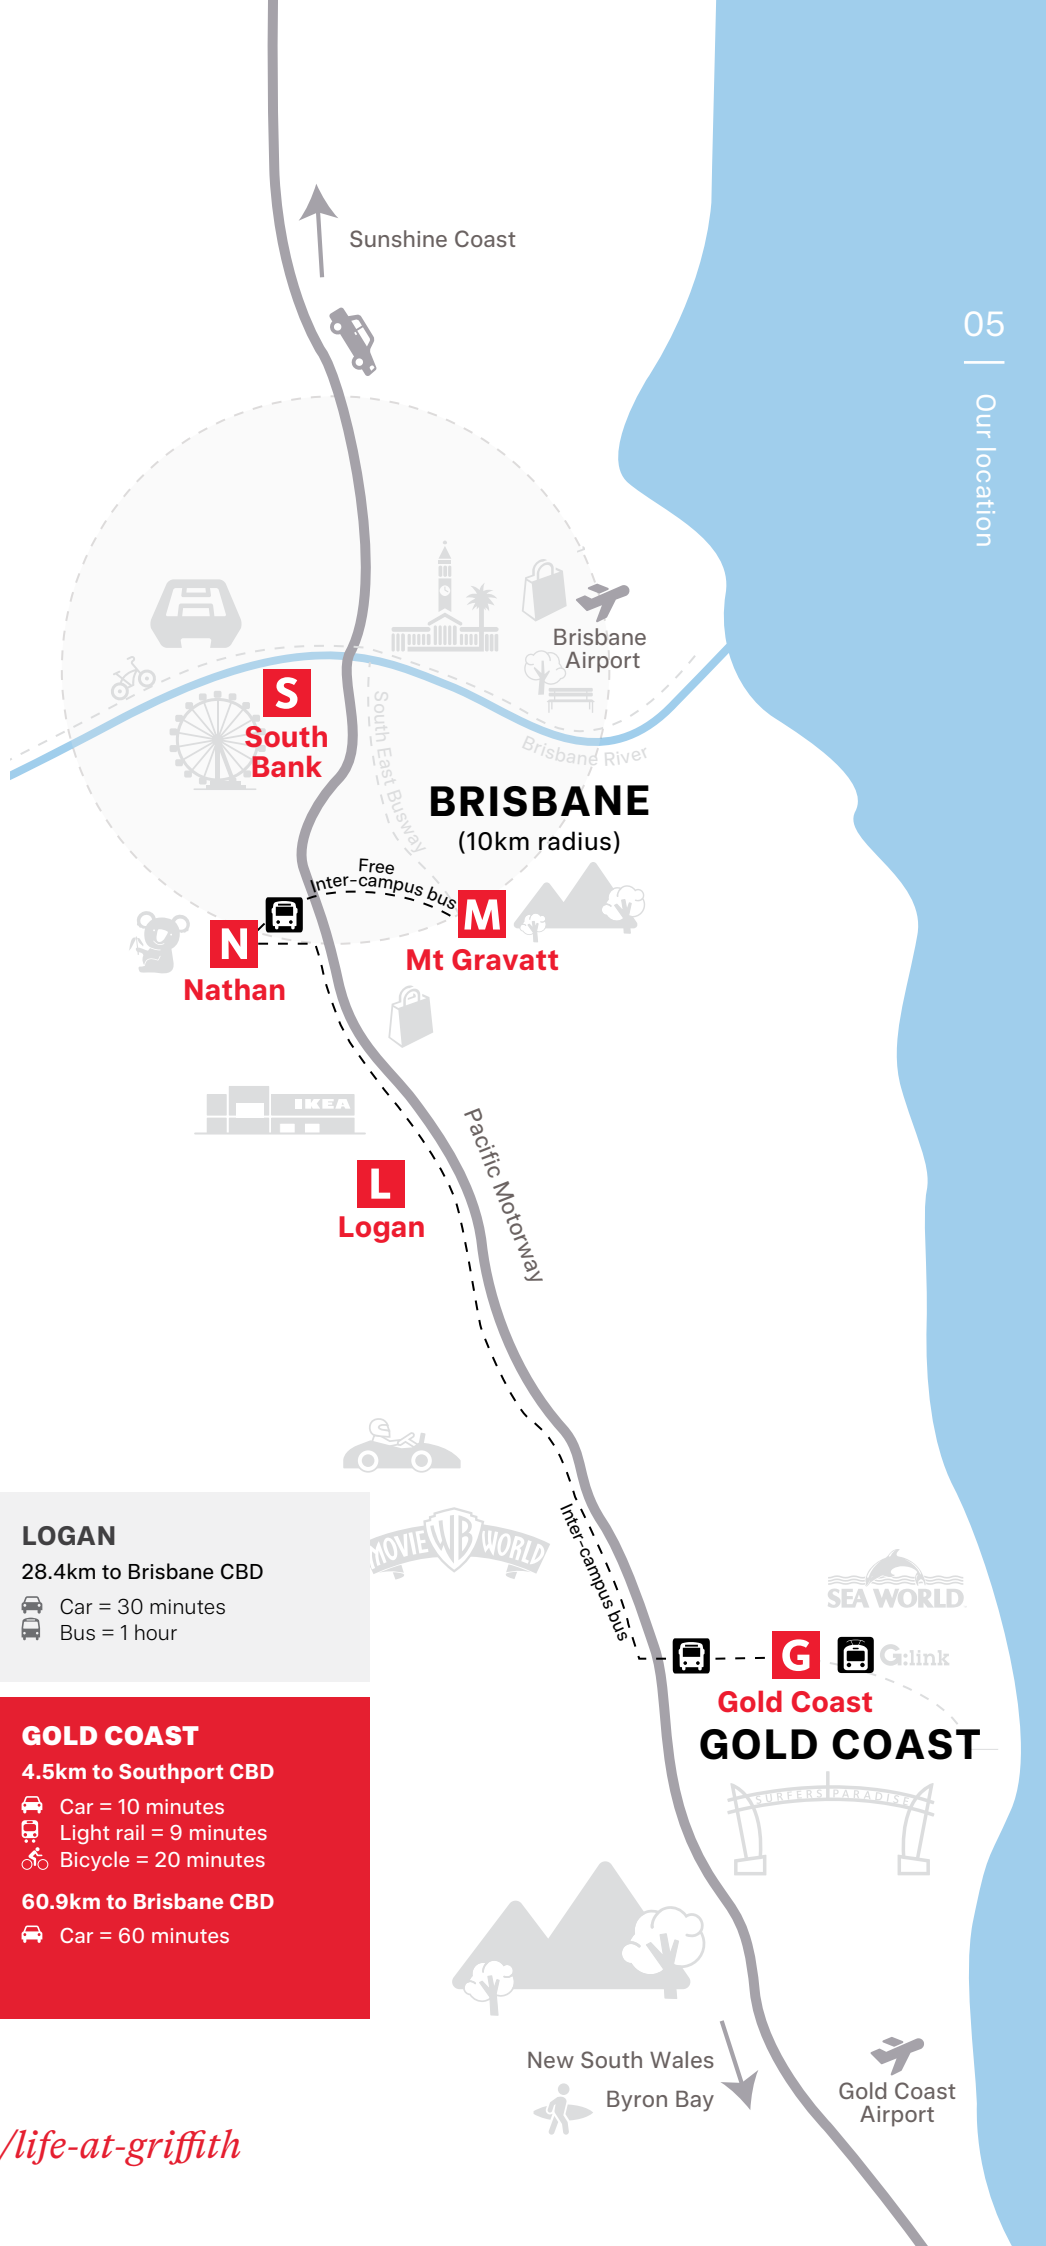 Sunshine Coast
05
Our location
Brisbane
Airport
S
South
Bank
South East Busway
Brisbane River
BRISBANE
(10km radius)
Free
Inter-campus bus
N
Nathan
M
Mt Gravatt
IKEA
Pacific Motorway
L
Logan
MOVIE WB WORLD
Inter-campus bus
LOGAN
28.4km to Brisbane CBD
Car = 30 minutes
Bus = 1 hour
SEA WORLD
G
G:link
Gold Coast
GOLD COAST
SURFERS PARADISE
GOLD COAST
4.5km to Southport CBD
Car = 10 minutes
Light rail = 9 minutes
Bicycle = 20 minutes
60.9km to Brisbane CBD
Car = 60 minutes
New South Wales
Byron Bay
Gold Coast
Airport
/life-at-griffith